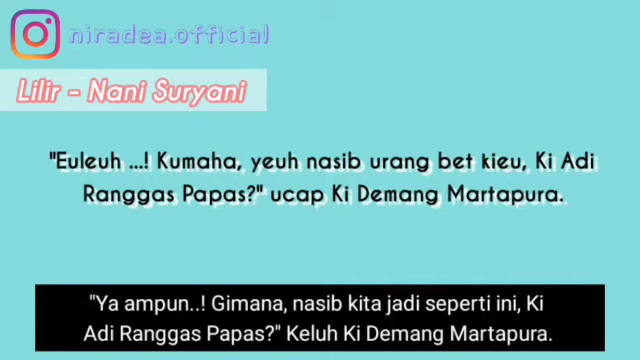 niradea.official
Lilir - Nani Suryani
"Euleuh ...! Kumaha, yeuh nasib urang bet kieu, Ki Adi
Ranggas Papas?" ucap Ki Demang Martapura.
"Ya ampun..! Gimana, nasib kita jadi seperti ini, Ki
Adi Ranggas Papas?" Keluh Ki Demang Martapura.